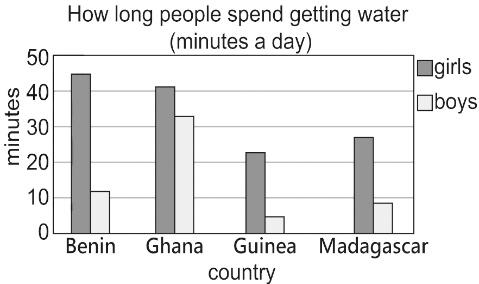 How long people spend getting water
(minutes a day)
50
40
30
20
10
0
minutes
girls
boys
Benin Ghana Guinea Madagascar
country